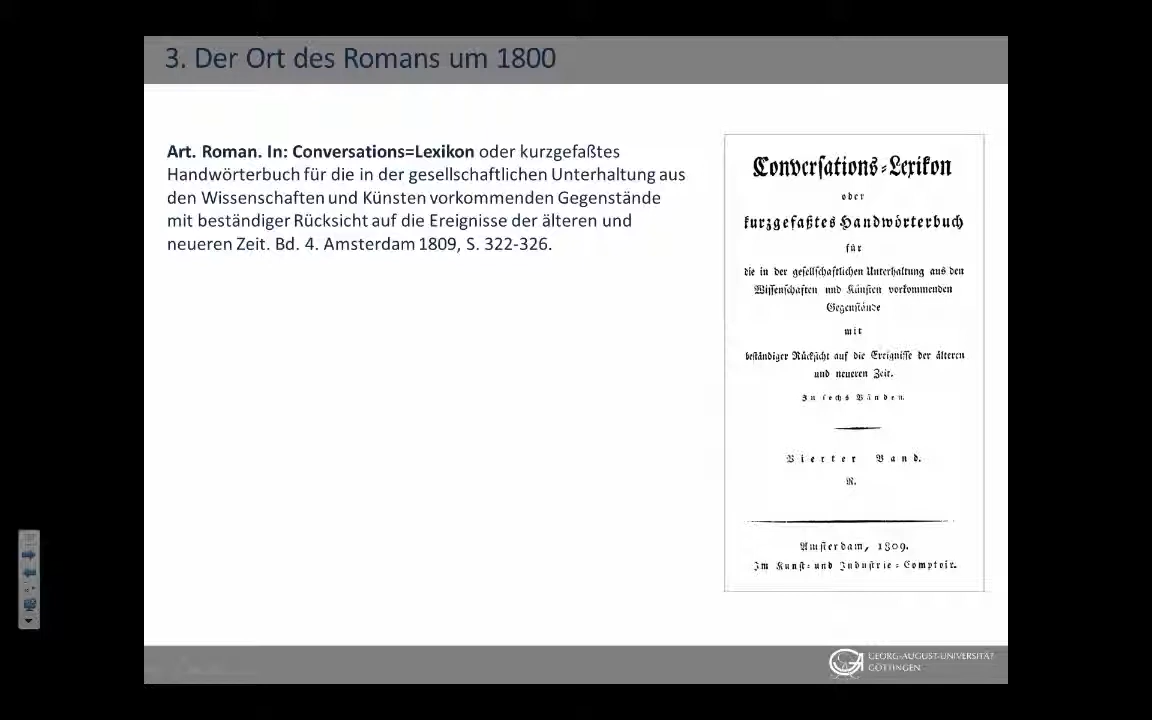 3. Der Ort des Romans um 1800
Art. Roman. In: Conversations=Lexikon oder kurzgefaßtes
Handwörterbuch für die in der gesellschaftlichen Unterhaltung aus
den Wissenschaften und Künsten vorkommenden Gegenstände
mit beständiger Rücksicht auf die Ereignisse der älteren und
neueren Zeit. Bd. 4. Amsterdam 1809, S. 322-326.
Conversations-Lexikon
oder
kurzgefaßtes Handwörterbuch
für
die in der gesellschaftlichen Unterhaltung aus den
Wissenschaften und Künsten vorkommenden
Gegenstände
mit
beständiger Rücksicht auf die Ereignisse der älteren
und neueren Zeit.
In sechs Bänden.
Vierter Band.
R.
Amsterdam, 1809.
Im Kunst- und Industrie-Comptoir.
GEORG-AUGUST-UNIVERSITÄT
GÖTTINGEN